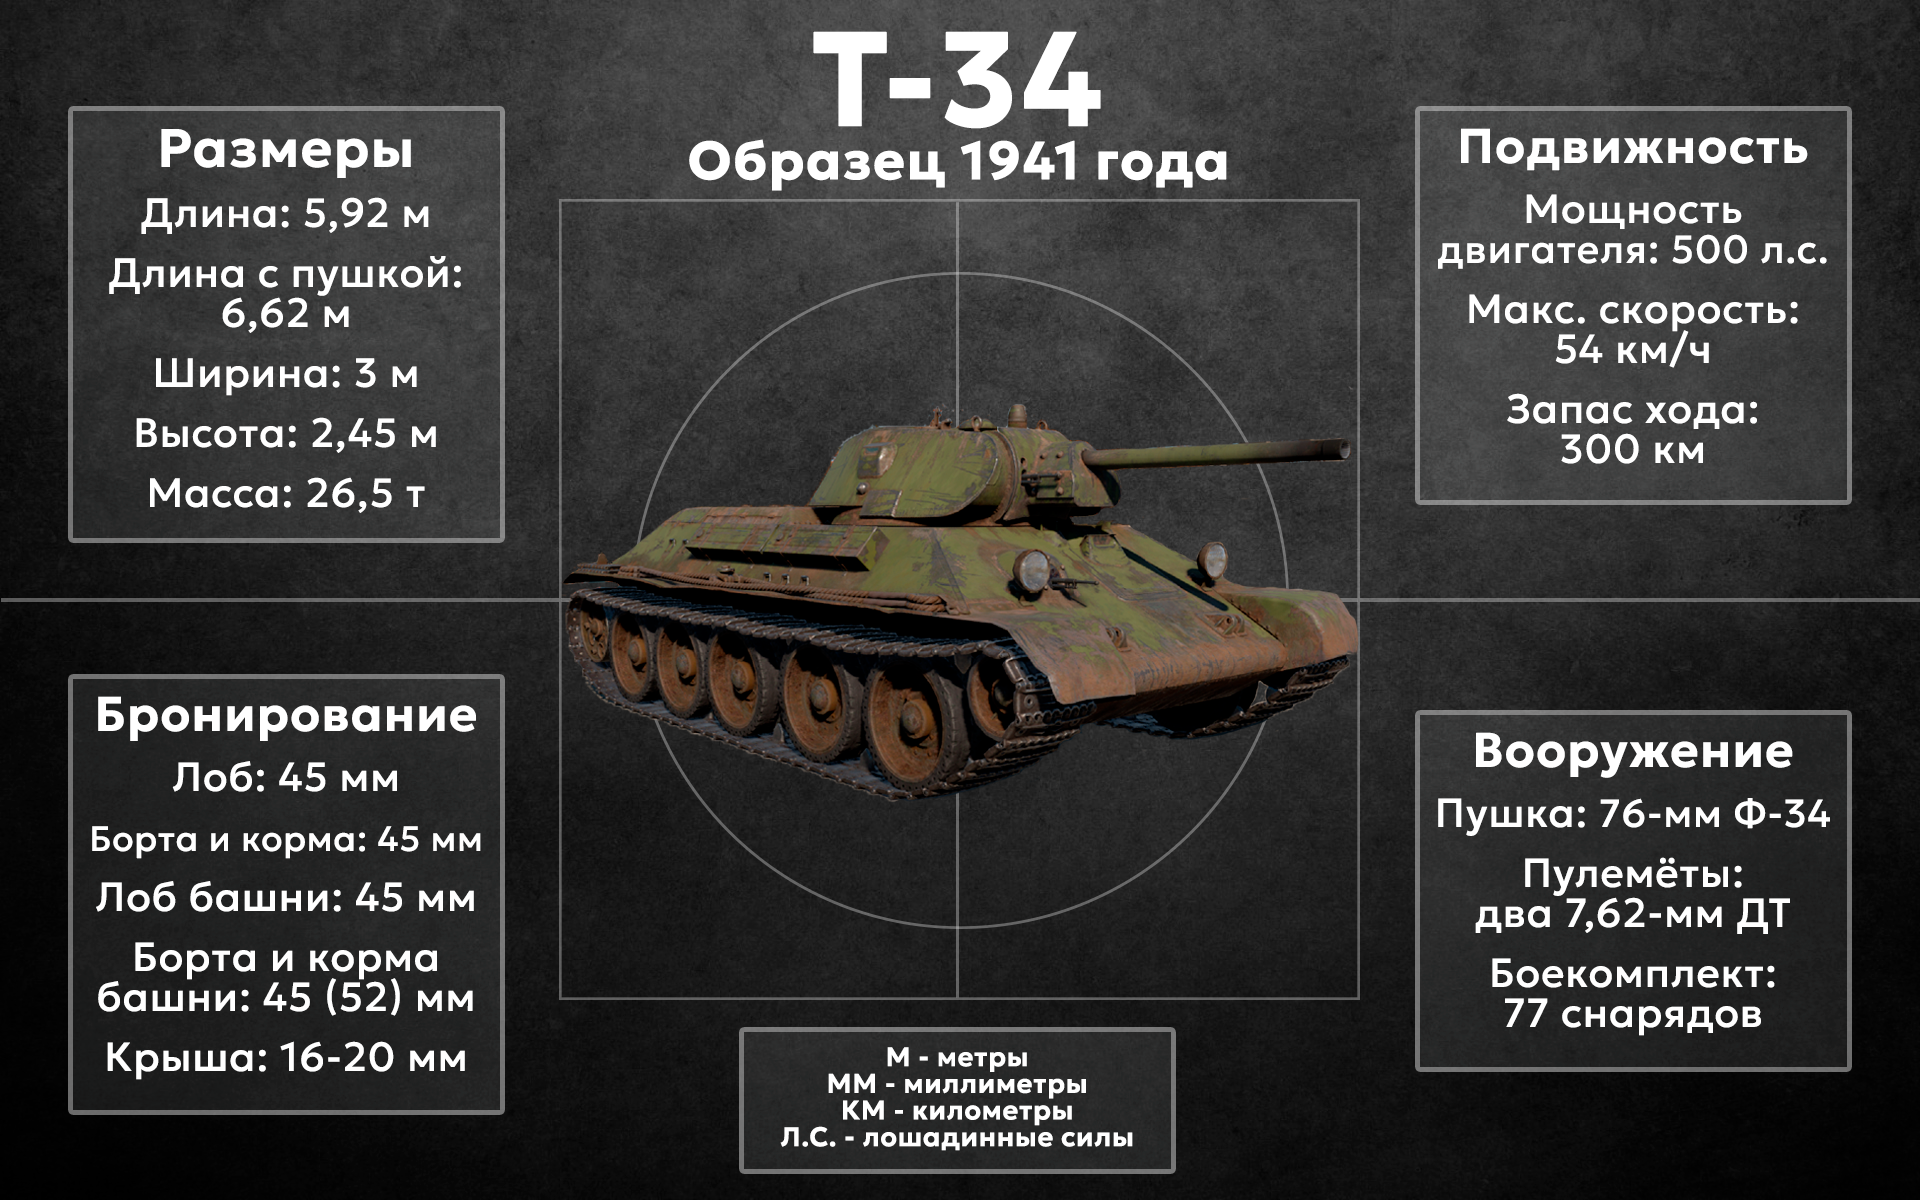 Т-34
Образец 1941 года
Размеры
Длина: 5,92 м
Длина с пушкой:
6,62 м
Ширина: 3 м
Высота: 2,45 м
Масса: 26,5 т
Подвижность
Мощность
двигателя: 500 л.с.
Макс. скорость:
54 км/ч
Запас хода:
300 км
Бронирование
Лоб: 45 мм
Борта и корма: 45 мм
Лоб башни: 45 мм
Борта и корма
башни: 45 (52) мм
Крыша: 16-20 мм
Вооружение
Пушка: 76-мм Ф-34
Пулемёты:
два 7,62-мм ДТ
Боекомплект:
77 снарядов
М - метры
ММ - миллиметры
КМ - километры
Л.С. - лошадинные силы